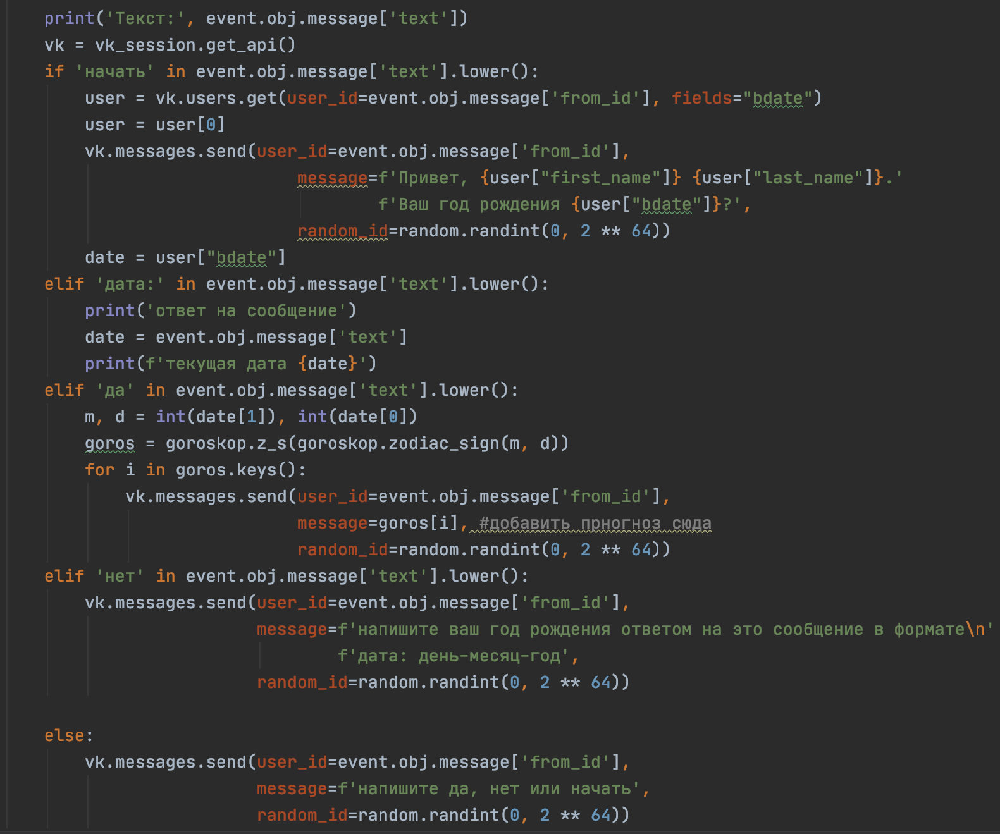 print('Текст:', event.obj.message['text'])
vk = vk_session.get_api()
if 'начать' in event.obj.message['text'].lower():
    user = vk.users.get(user_id=event.obj.message['from_id'], fields="bdate")
    user = user[0]
    vk.messages.send(user_id=event.obj.message['from_id'],
                         message=f'Привет, {user["first_name"]} {user["last_name"]}.'
                                 f'Ваш год рождения {user["bdate"]}?',
                         random_id=random.randint(0, 2 ** 64))
    date = user["bdate"]
elif 'дата:' in event.obj.message['text'].lower():
    print('ответ на сообщение')
    date = event.obj.message['text']
    print(f'текущая дата {date}')
elif 'да' in event.obj.message['text'].lower():
    m, d = int(date[1]), int(date[0])
    goros = goroskop.z_s(goroskop.zodiac_sign(m, d))
    for i in goros.keys():
        vk.messages.send(user_id=event.obj.message['from_id'],
                         message=goros[i], #добавить прногноз сюда
                         random_id=random.randint(0, 2 ** 64))
elif 'нет' in event.obj.message['text'].lower():
    vk.messages.send(user_id=event.obj.message['from_id'],
                     message=f'напишите ваш год рождения ответом на это сообщение в формате\n'
                             f'дата: день-месяц-год',
                     random_id=random.randint(0, 2 ** 64))
else:
    vk.messages.send(user_id=event.obj.message['from_id'],
                     message=f'напишите да, нет или начать',
                     random_id=random.randint(0, 2 ** 64))